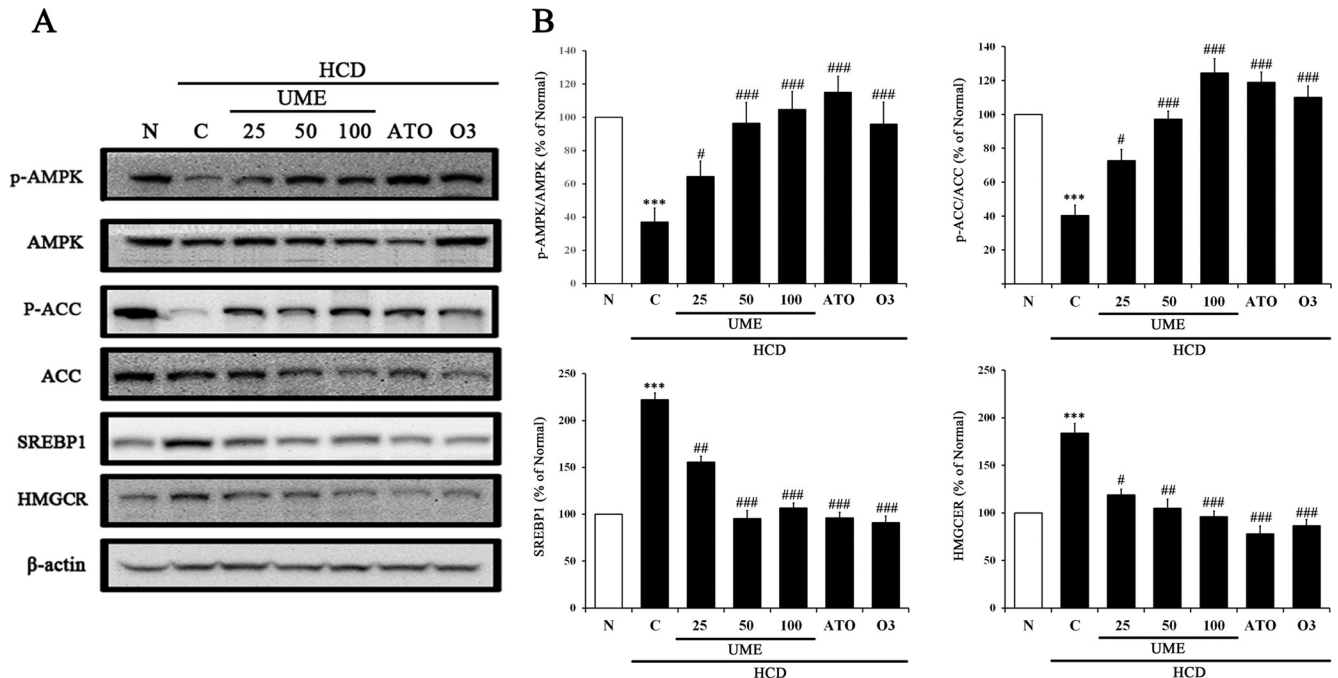 A
HCD
UME
N C 25 50 100 ATO O3
p-AMPK
AMPK
P-ACC
ACC
SREBP1
HMGCR
β-actin
B
p-AMPK/AMPK (% of Normal)
140
120
100
80
60
40
20
0
*** # ### ### ### ###
N C 25 50 100 ATO O3
UME
HCD
p-ACC/ACC (% of Normal)
140
120
100
80
60
40
20
*** # ### ### ### ###
N C 25 50 100 ATO O3
UME
HCD
SREBP1 (% of Normal)
250
200
150
100
50
0
*** ## ### ### ### ###
N C 25 50 100 ATO O3
UME
HCD
HMGCER (% of Normal)
250
200
150
100
50
0
*** # ## ### ### ###
N C 25 50 100 ATO O3
UME
HCD